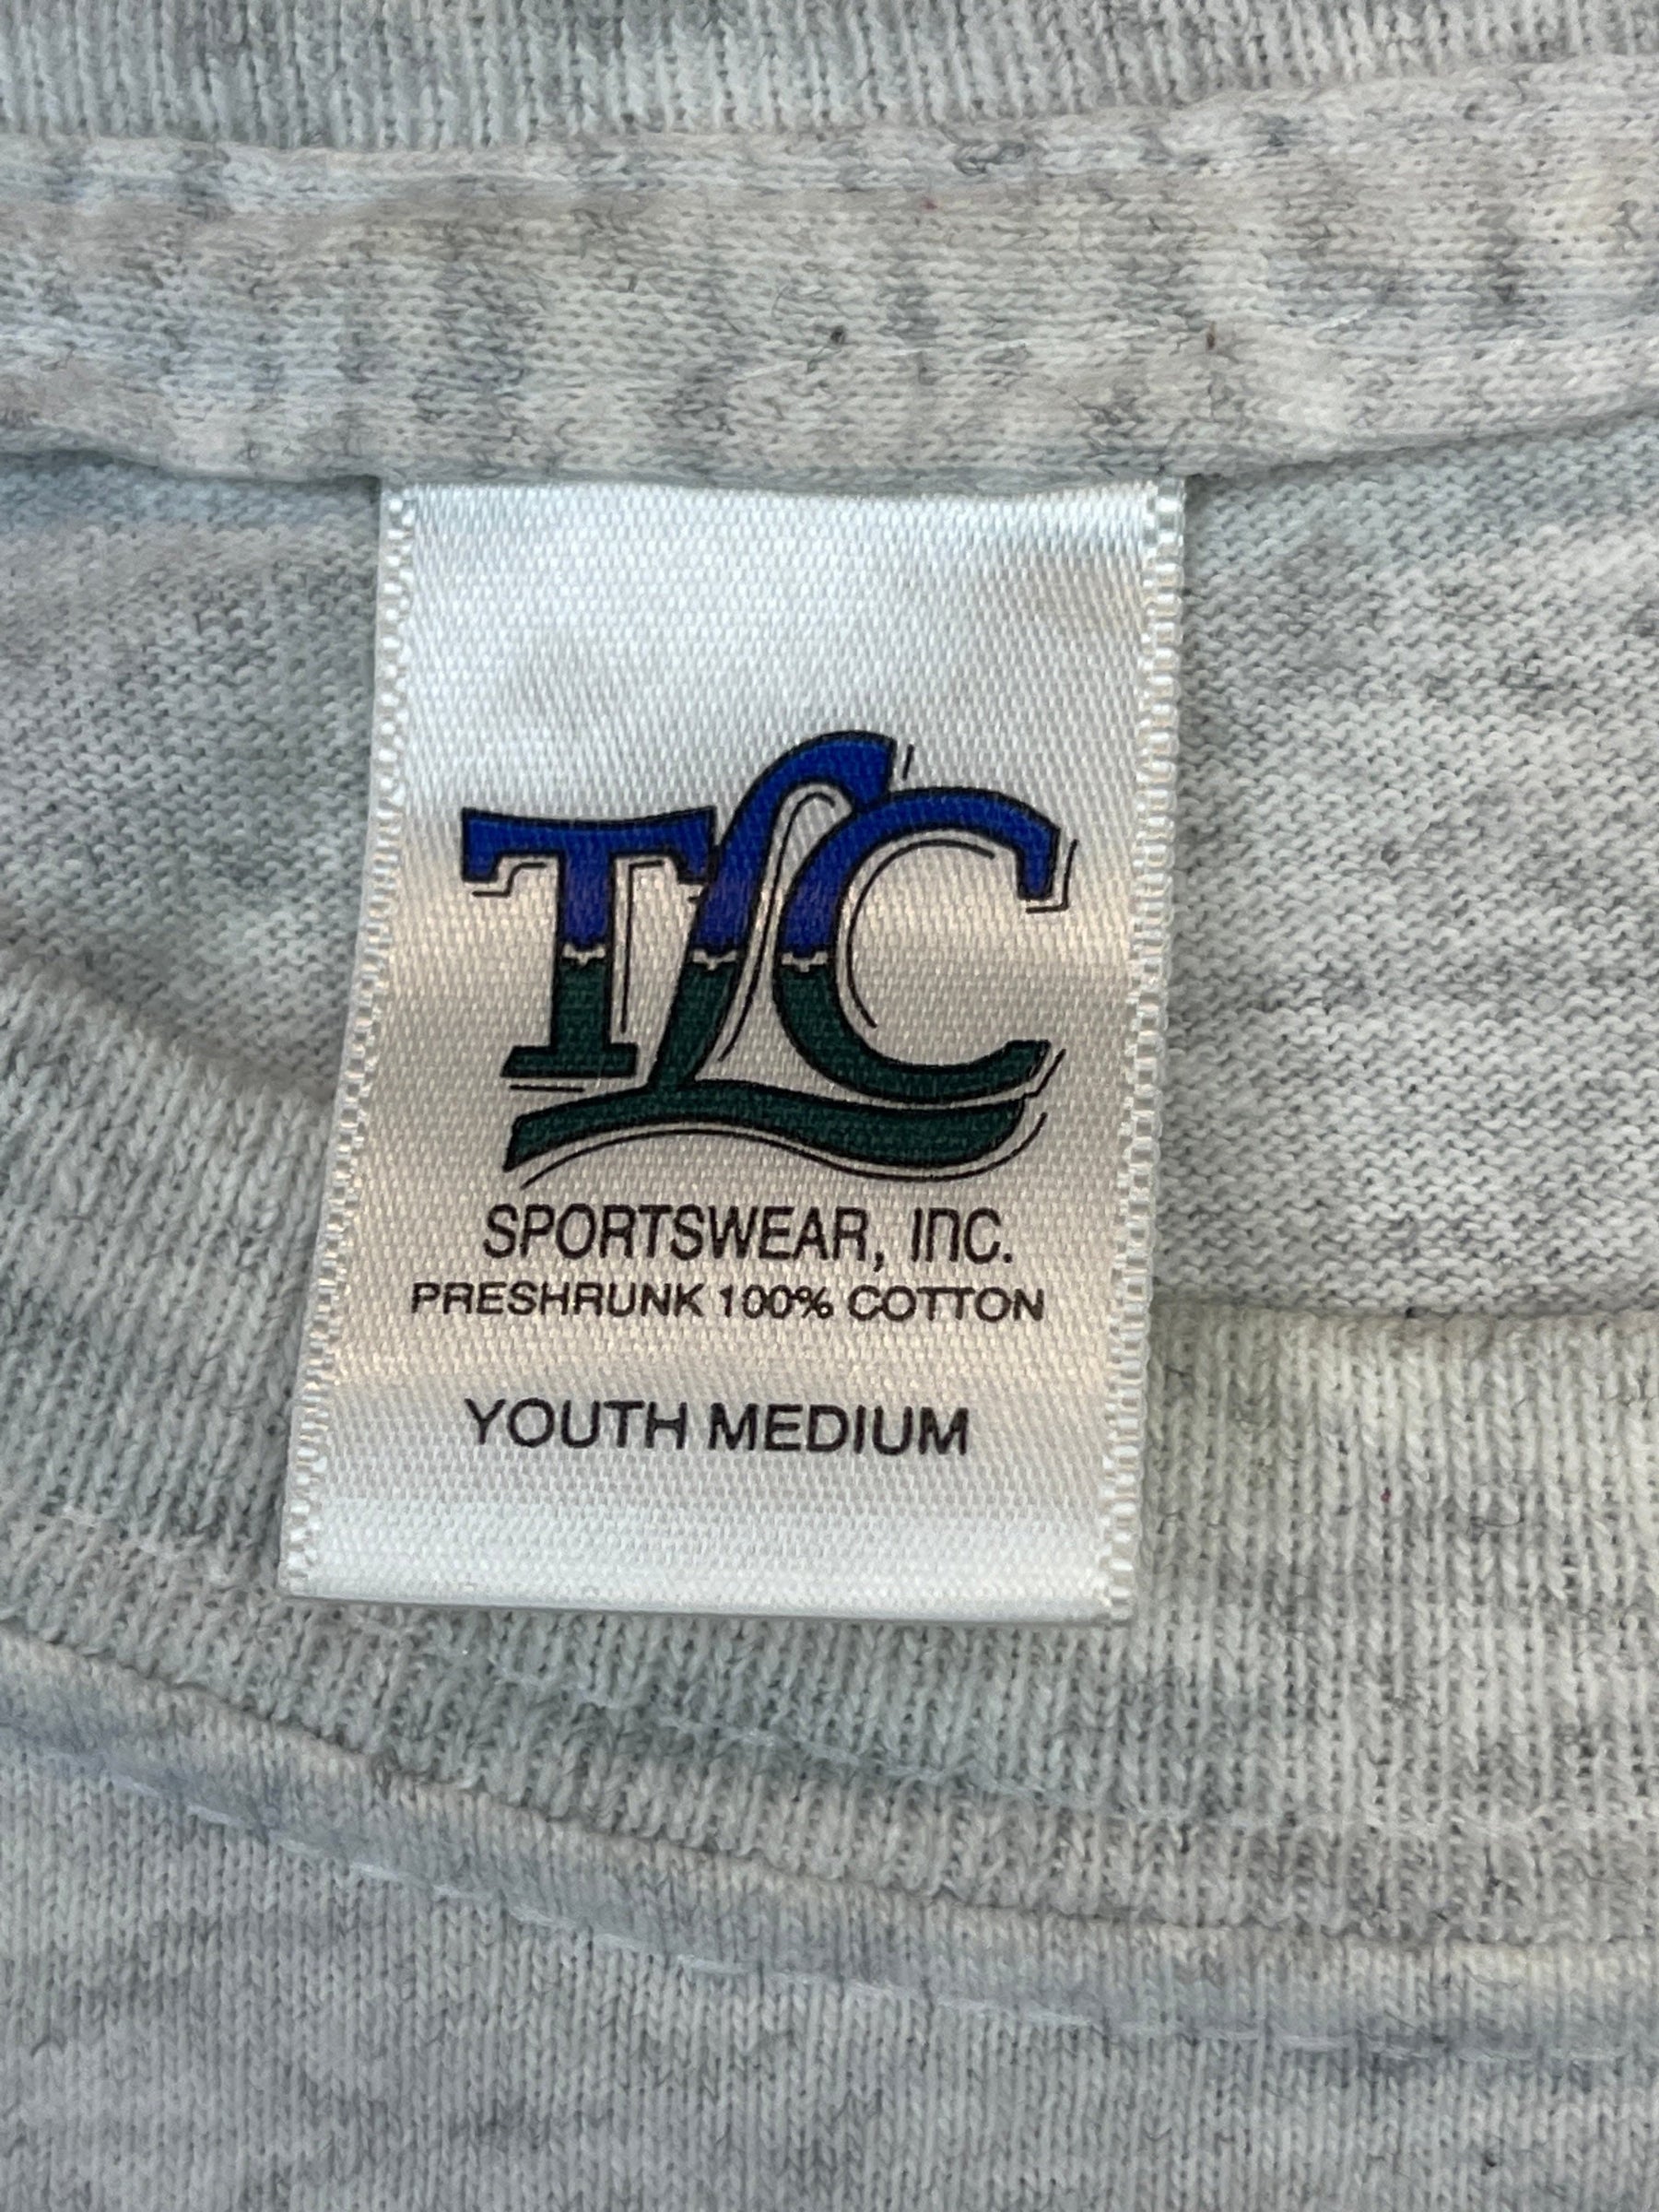 TLC
SPORTSWEAR, INC.
PRESHRUNK 100% COTTON
YOUTH MEDIUM